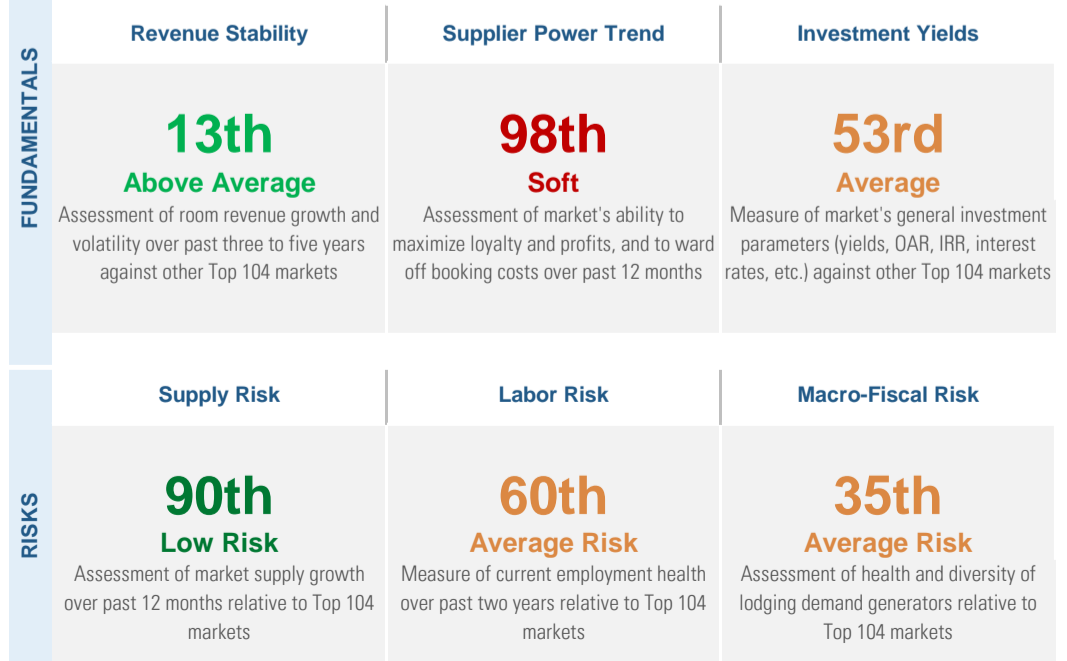 FUNDAMENTALS
Revenue Stability
13th
Above Average
Assessment of room revenue growth and
volatility over past three to five years
against other Top 104 markets
Supplier Power Trend
98th
Soft
Assessment of market's ability to
maximize loyalty and profits, and to ward
off booking costs over past 12 months
Investment Yields
53rd
Average
Measure of market's general investment
parameters (yields, OAR, IRR, interest
rates, etc.) against other Top 104 markets
RISKS
Supply Risk
90th
Low Risk
Assessment of market supply growth
over past 12 months relative to Top 104
markets
Labor Risk
60th
Average Risk
Measure of current employment health
over past two years relative to Top 104
markets
Macro-Fiscal Risk
35th
Average Risk
Assessment of health and diversity of
lodging demand generators relative to
Top 104 markets